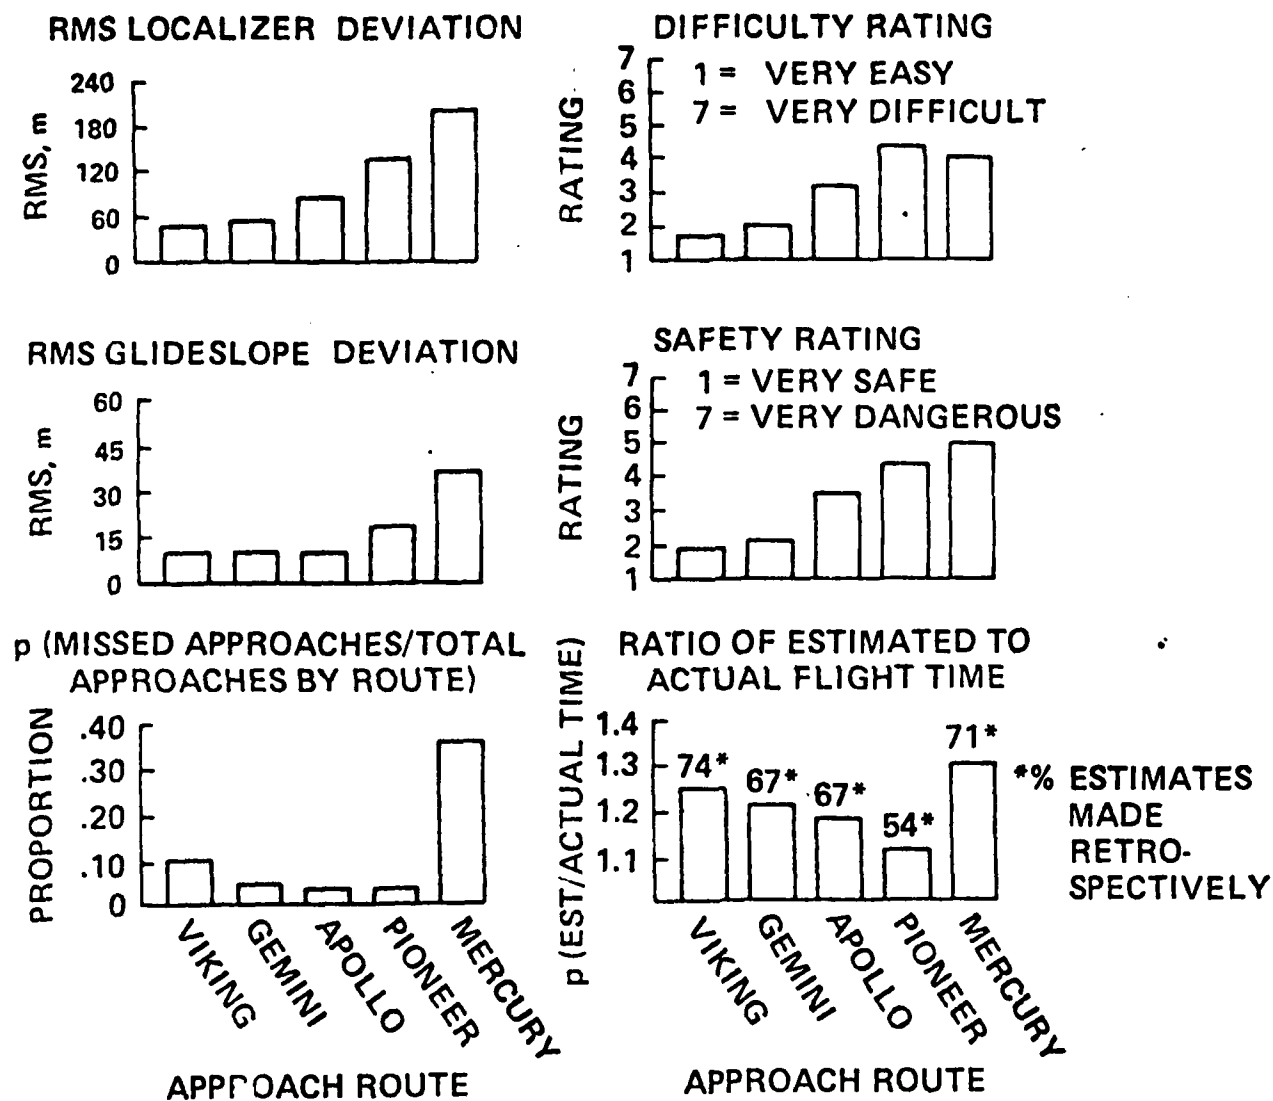 RMS LOCALIZER DEVIATION
RMS, m
240
180
120
60
0
DIFFICULTY RATING
1 = VERY EASY
7 = VERY DIFFICULT
RATING
7
6
5
4
3
2
1
RMS GLIDESLOPE DEVIATION
RMS, m
60
45
30
15
0
SAFETY RATING
1 = VERY SAFE
7 = VERY DANGEROUS
RATING
7
6
5
4
3
2
1
p (MISSED APPROACHES/TOTAL
APPROACHES BY ROUTE)
PROPORTION
.40
.30
.20
.10
0
VIKING
GEMINI
APOLLO
PIONEER
MERCURY
APPROACH ROUTE
RATIO OF ESTIMATED TO
ACTUAL FLIGHT TIME
p (EST/ACTUAL TIME)
1.4
1.3
1.2
1.1
74*
67*
67*
54*
71*
*% ESTIMATES
MADE
RETRO-
SPECTIVELY
VIKING
GEMINI
APOLLO
PIONEER
MERCURY
APPROACH ROUTE